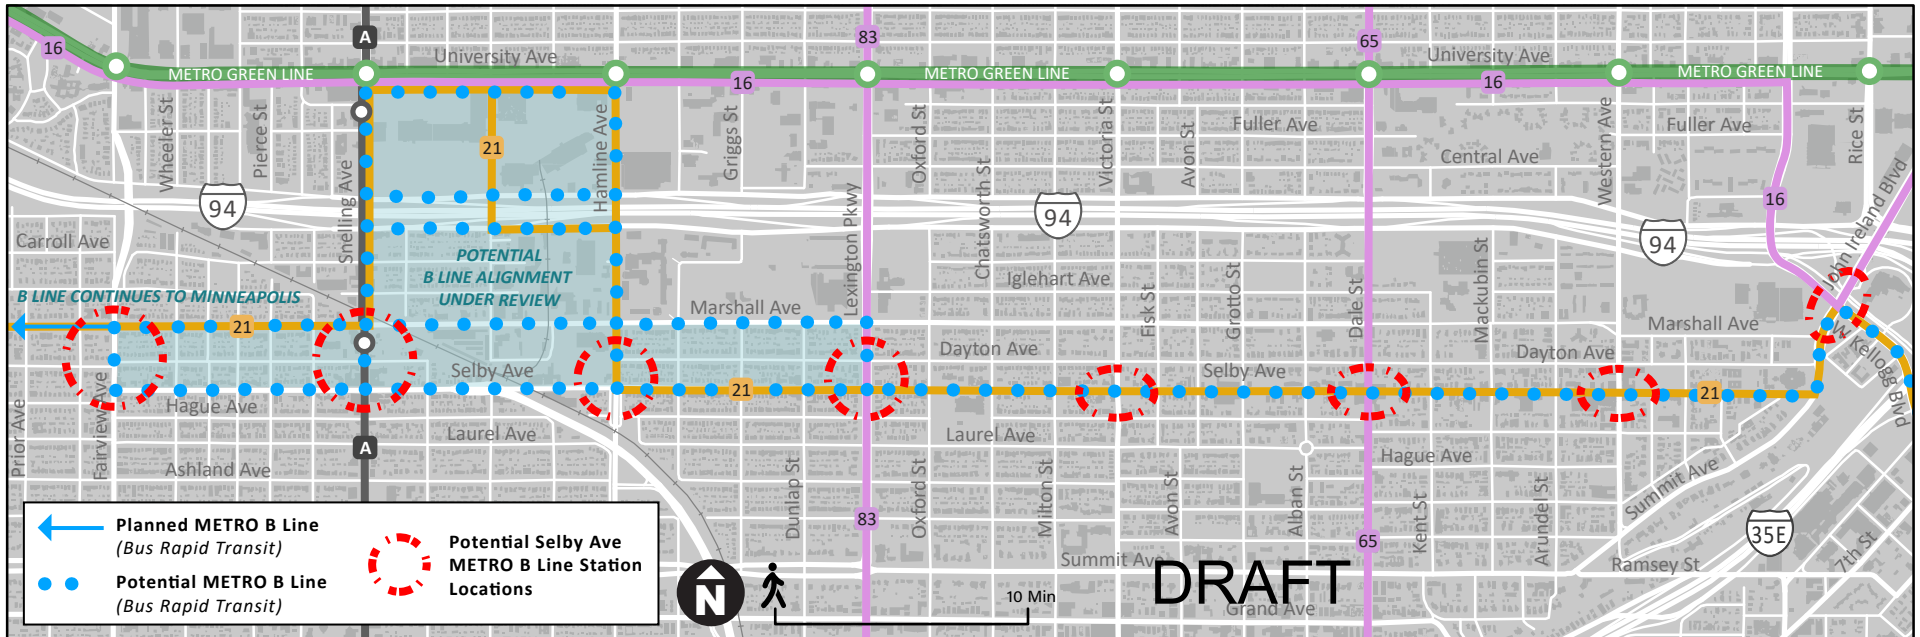 16
A
83
65
University Ave
University Ave
METRO GREEN LINE
METRO GREEN LINE
METRO GREEN LINE
16
16
Wheeler St
Pierce St
Snelling Ave
21
Hamline Ave
Griggs St
Lexington Pkwy
Oxford St
Chatsworth St
Victoria St
Avon St
Fuller Ave
Central Ave
Western Ave
Fuller Ave
Rice St
94
94
94
16
John Ireland Blvd
Carroll Ave
POTENTIAL
B LINE ALIGNMENT
UNDER REVIEW
Iglehart Ave
Fisk St
Grotto St
Dale St
Mackubin St
B LINE CONTINUES TO MINNEAPOLIS
21
Marshall Ave
Marshall Ave
Dayton Ave
Dayton Ave
W Kellogg Blvd
Selby Ave
Selby Ave
21
21
Prior Ave
Fairview Ave
Hague Ave
Laurel Ave
Laurel Ave
Hague Ave
A
Ashland Ave
Dunlap St
83
Oxford St
Milton St
Avon St
Alban St
65
Kent St
Arundel St
Summit Ave
35E
7th St
Summit Ave
Ramsey St
Grand Ave
Planned METRO B Line
(Bus Rapid Transit)
Potential METRO B Line
(Bus Rapid Transit)
Potential Selby Ave
METRO B Line Station
Locations
N
10 Min
DRAFT